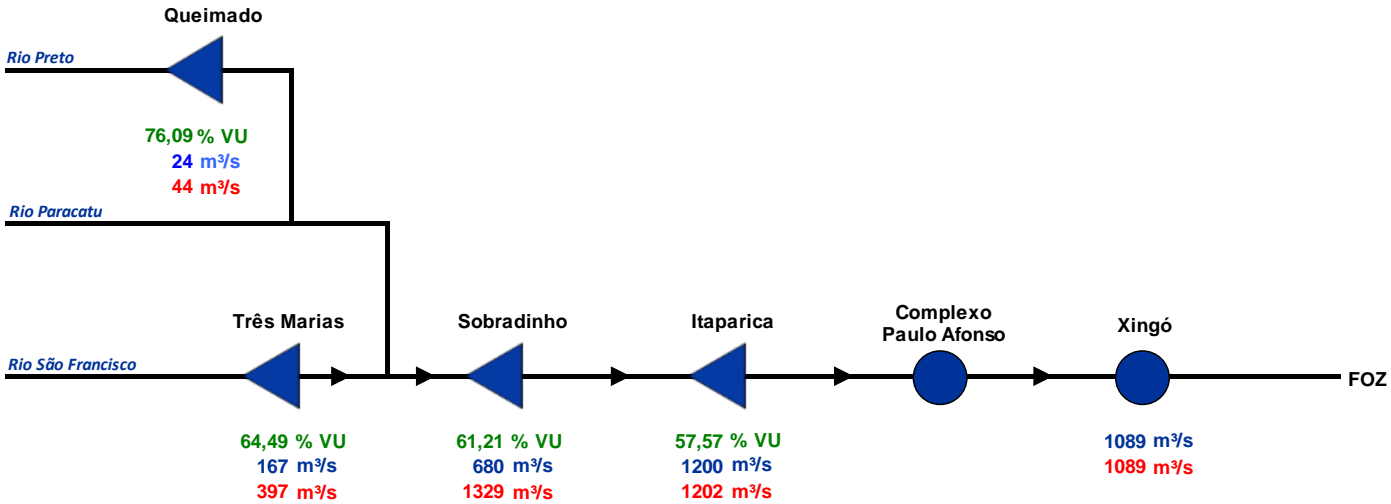 Queimado
Rio Preto
76,09 % VU
24 m³/s
44 m³/s
Rio Paracatu
Três Marias
Sobradinho
Itaparica
Complexo
Paulo Afonso
Xingó
Rio São Francisco
FOZ
64,49 % VU
167 m³/s
397 m³/s
61,21 % VU
680 m³/s
1329 m³/s
57,57 % VU
1200 m³/s
1202 m³/s
1089 m³/s
1089 m³/s